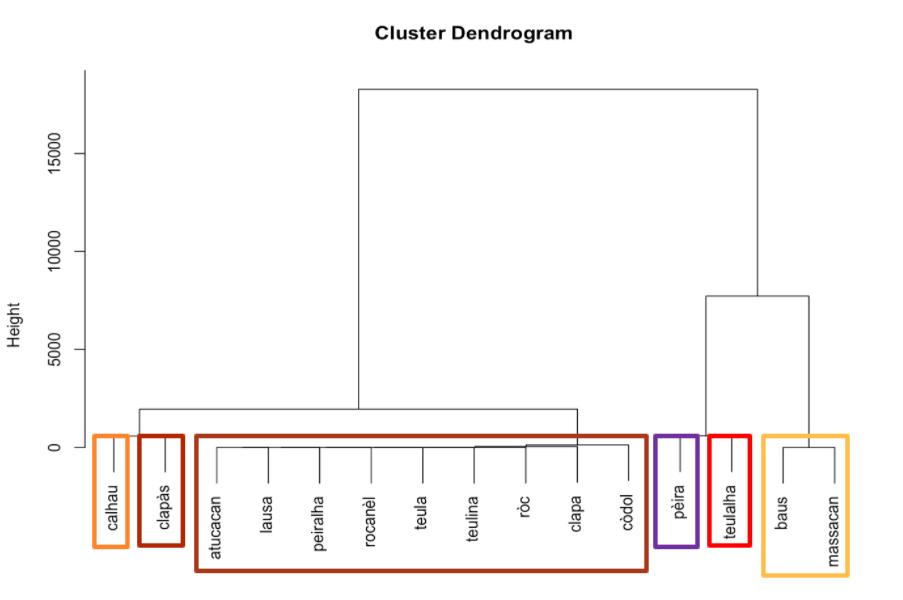 Cluster Dendrogram
Height
15000
10000
5000
0
calhau
clapàs
atucacan
lausa
peiralha
rocanèl
teula
teulina
ròc
clapa
còdol
pèira
teulalha
baus
massacan